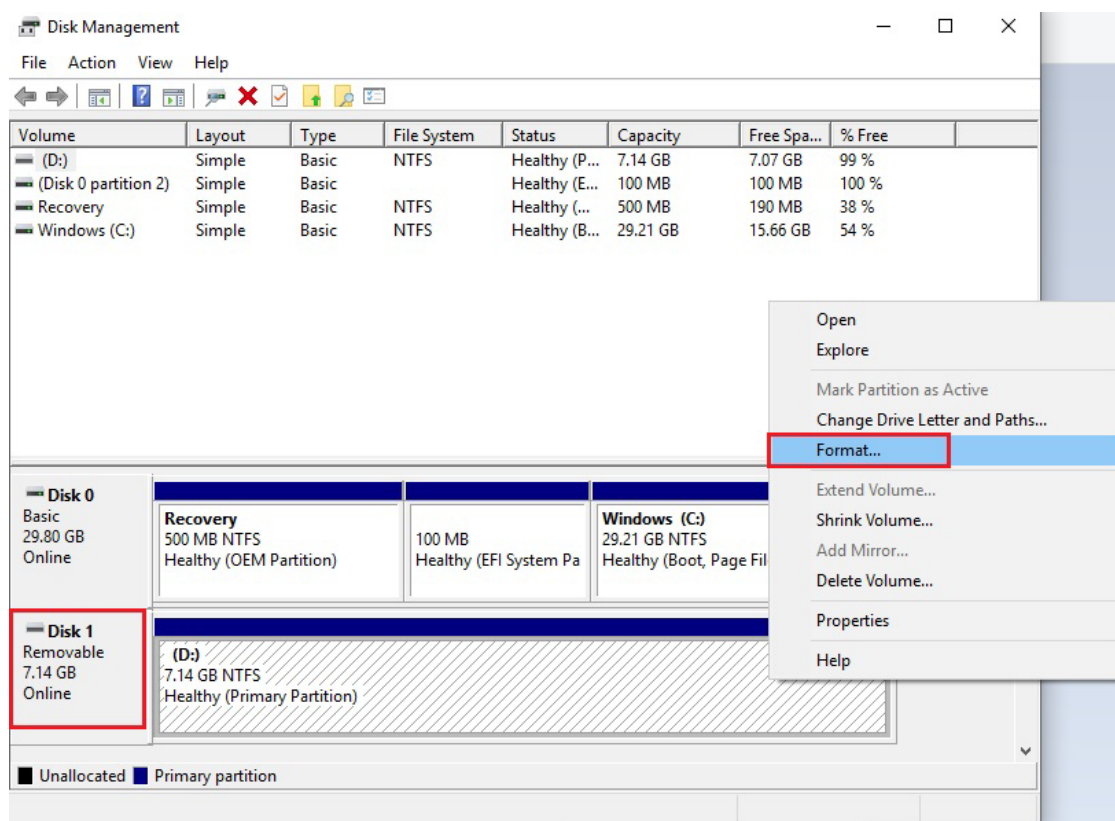 Disk Management
File Action View Help
Volume Layout Type File System Status Capacity Free Spa... % Free
(D:) Simple Basic NTFS Healthy (P... 7.14 GB 7.07 GB 99 %
(Disk 0 partition 2) Simple Basic Healthy (E... 100 MB 100 MB 100 %
Recovery Simple Basic NTFS Healthy (... 500 MB 190 MB 38 %
Windows (C:) Simple Basic NTFS Healthy (B... 29.21 GB 15.66 GB 54 %
Open
Explore
Mark Partition as Active
Change Drive Letter and Paths...
Format...
Extend Volume...
Shrink Volume...
Add Mirror...
Delete Volume...
Properties
Help
Disk 0
Basic
29.80 GB
Online
Recovery
500 MB NTFS
Healthy (OEM Partition)
100 MB
Healthy (EFI System Pa
Windows (C:)
29.21 GB NTFS
Healthy (Boot, Page Fil
Disk 1
Removable
7.14 GB
Online
(D:)
7.14 GB NTFS
Healthy (Primary Partition)
Unallocated Primary partition